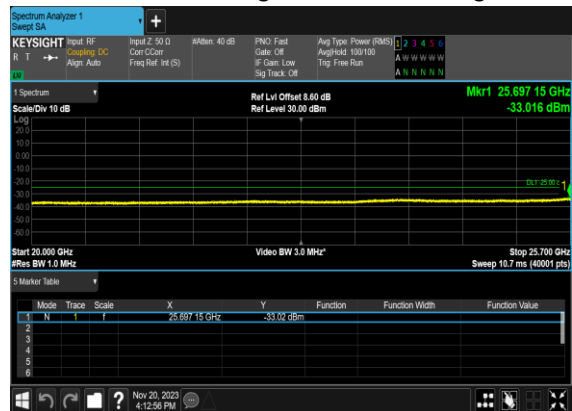 Spectrum Analyzer 1
Swept SA
+
KEYSIGHT Input: RF Input Z: 50 Ω #Atten: 40 dB PNO: Fast Avg Type: Power (RMS) 1 2 3 4 5 6
R T Coupling: DC Corr CCorr Gate: Off Avg|Hold: 100/100 A W W W W W
Align: Auto Freq Ref: Int (S) IF Gain: Low Trig: Free Run
LW Sig Track: Off A N N N N N
1 Spectrum Ref Lvl Offset 8.60 dB Mkr1 25.697 15 GHz
Scale/Div 10 dB Ref Level 30.00 dBm -33.016 dBm
Log
20.0
10.0
0.00
-10.0
-20.0
DL1 -25.00 1
-30.0
-40.0
-50.0
-60.0
Start 20.000 GHz Video BW 3.0 MHz* Stop 25.700 GHz
#Res BW 1.0 MHz Sweep 10.7 ms (40001 pts)
5 Marker Table
Mode Trace Scale X Y Function Function Width Function Value
1 N 1 f 25.697 15 GHz -33.02 dBm
2
3
4
5
6
? Nov 20, 2023
4:12:56 PM